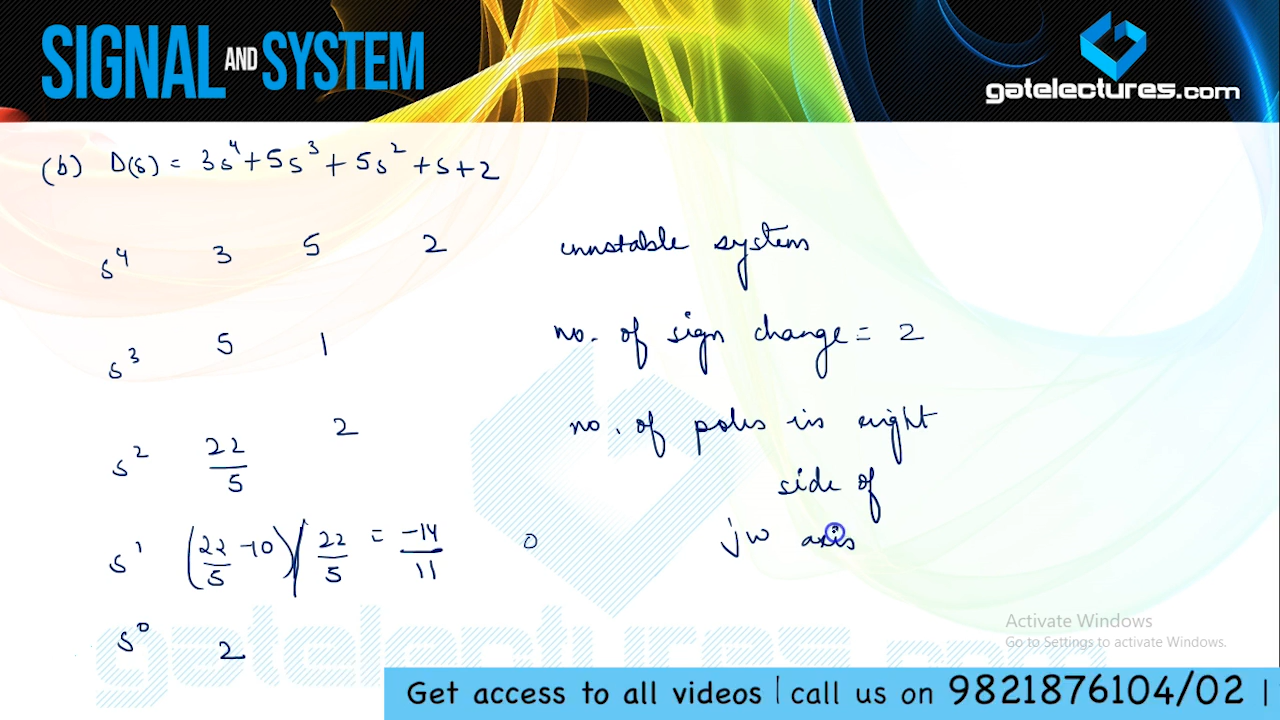 SIGNAL AND SYSTEM
gatelectures.com
(b) D(s) = 3s⁴ + 5s³ + 5s² + s + 2
s⁴ 3 5 2 unnstable system
s³ 5 1 no. of sign change = 2
s² 22/5 2 no. of poles in right
side of
s¹ (22/5 - 10) / 22/5 = -14/11 0 jw axis
s⁰ 2
gatelectures.com
Activate Windows
Go to Settings to activate Windows.
Get access to all videos | call us on 9821876104/02 |